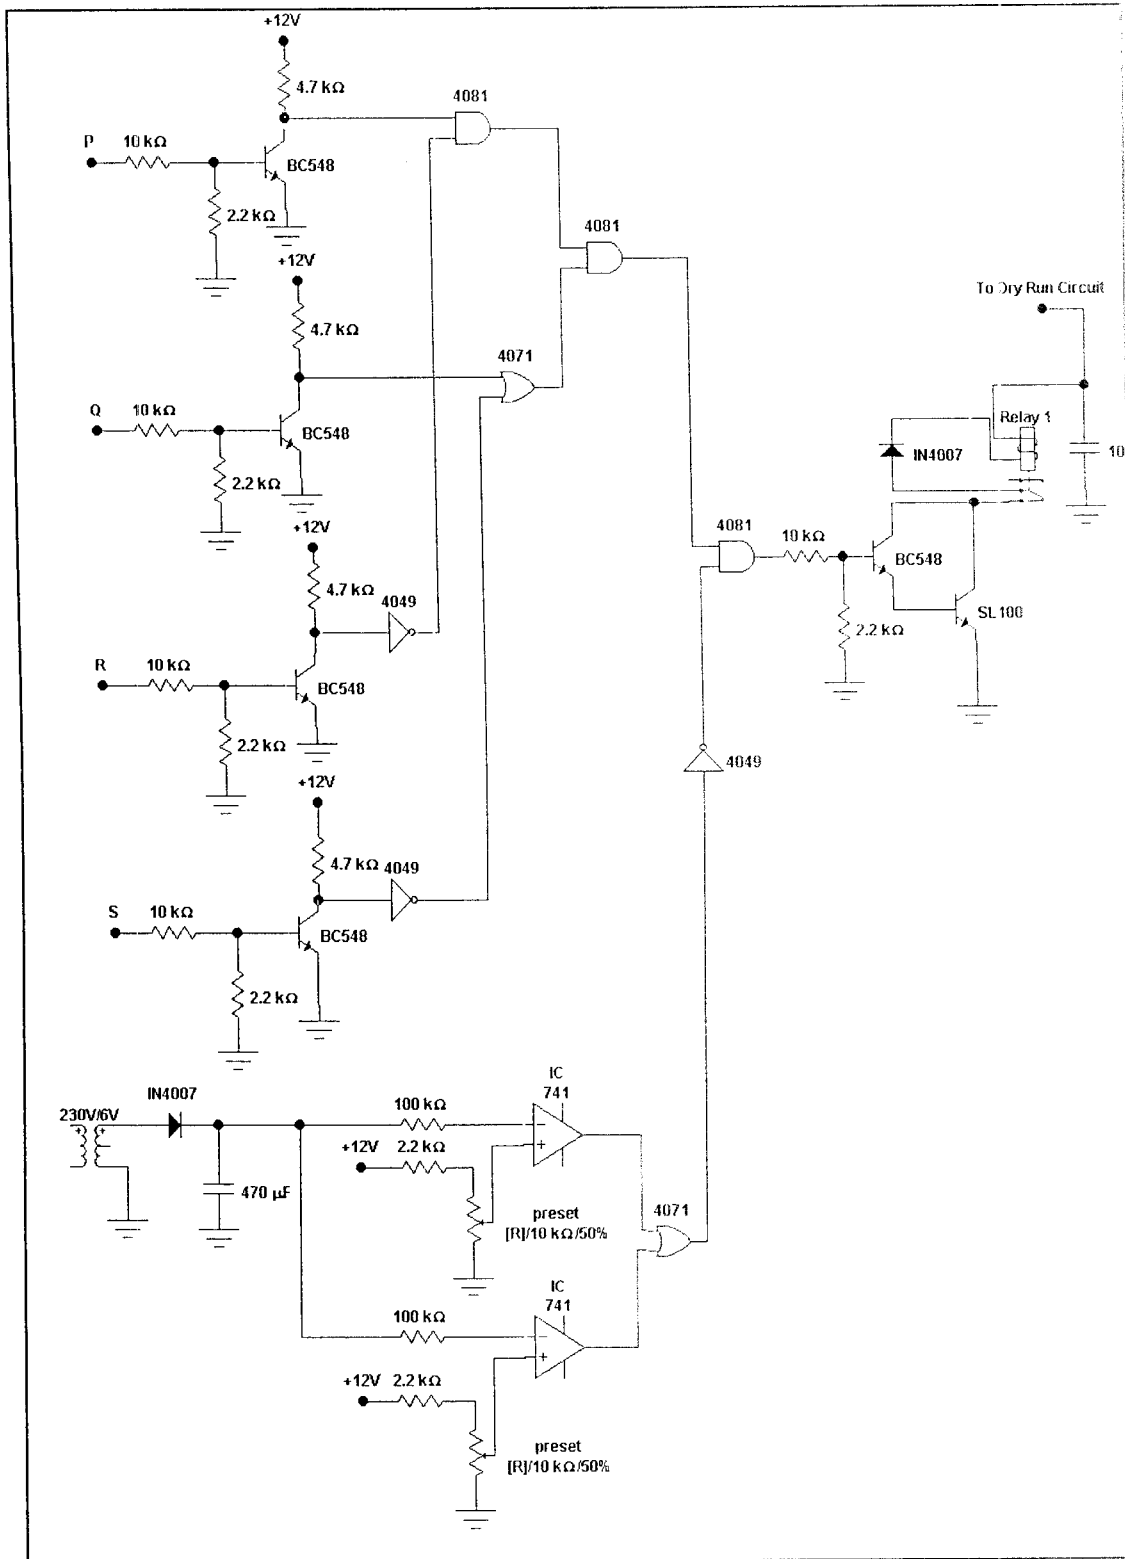 +12V
4.7 kΩ
4081
P
10 kΩ
BC548
2.2 kΩ
4081
+12V
To Dry Run Circuit
4.7 kΩ
4071
Q
10 kΩ
BC548
Relay 1
IN4007
10
2.2 kΩ
+12V
4081
10 kΩ
4.7 kΩ
4049
BC548
R
10 kΩ
SL100
2.2 kΩ
BC548
2.2 kΩ
4049
+12V
4.7 kΩ
4049
S
10 kΩ
BC548
2.2 kΩ
IN4007
IC
741
230V/6V
100 kΩ
+12V
2.2 kΩ
470 µF
preset
[R]/10 kΩ/50%
4071
IC
741
100 kΩ
+12V
2.2 kΩ
preset
[R]/10 kΩ/50%